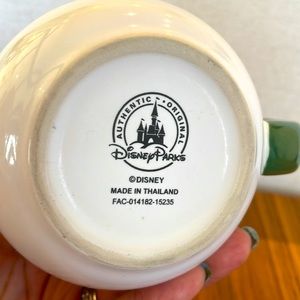 AUTHENTIC · ORIGINAL
Disney Parks
©DISNEY
MADE IN THAILAND
FAC-014182-15235